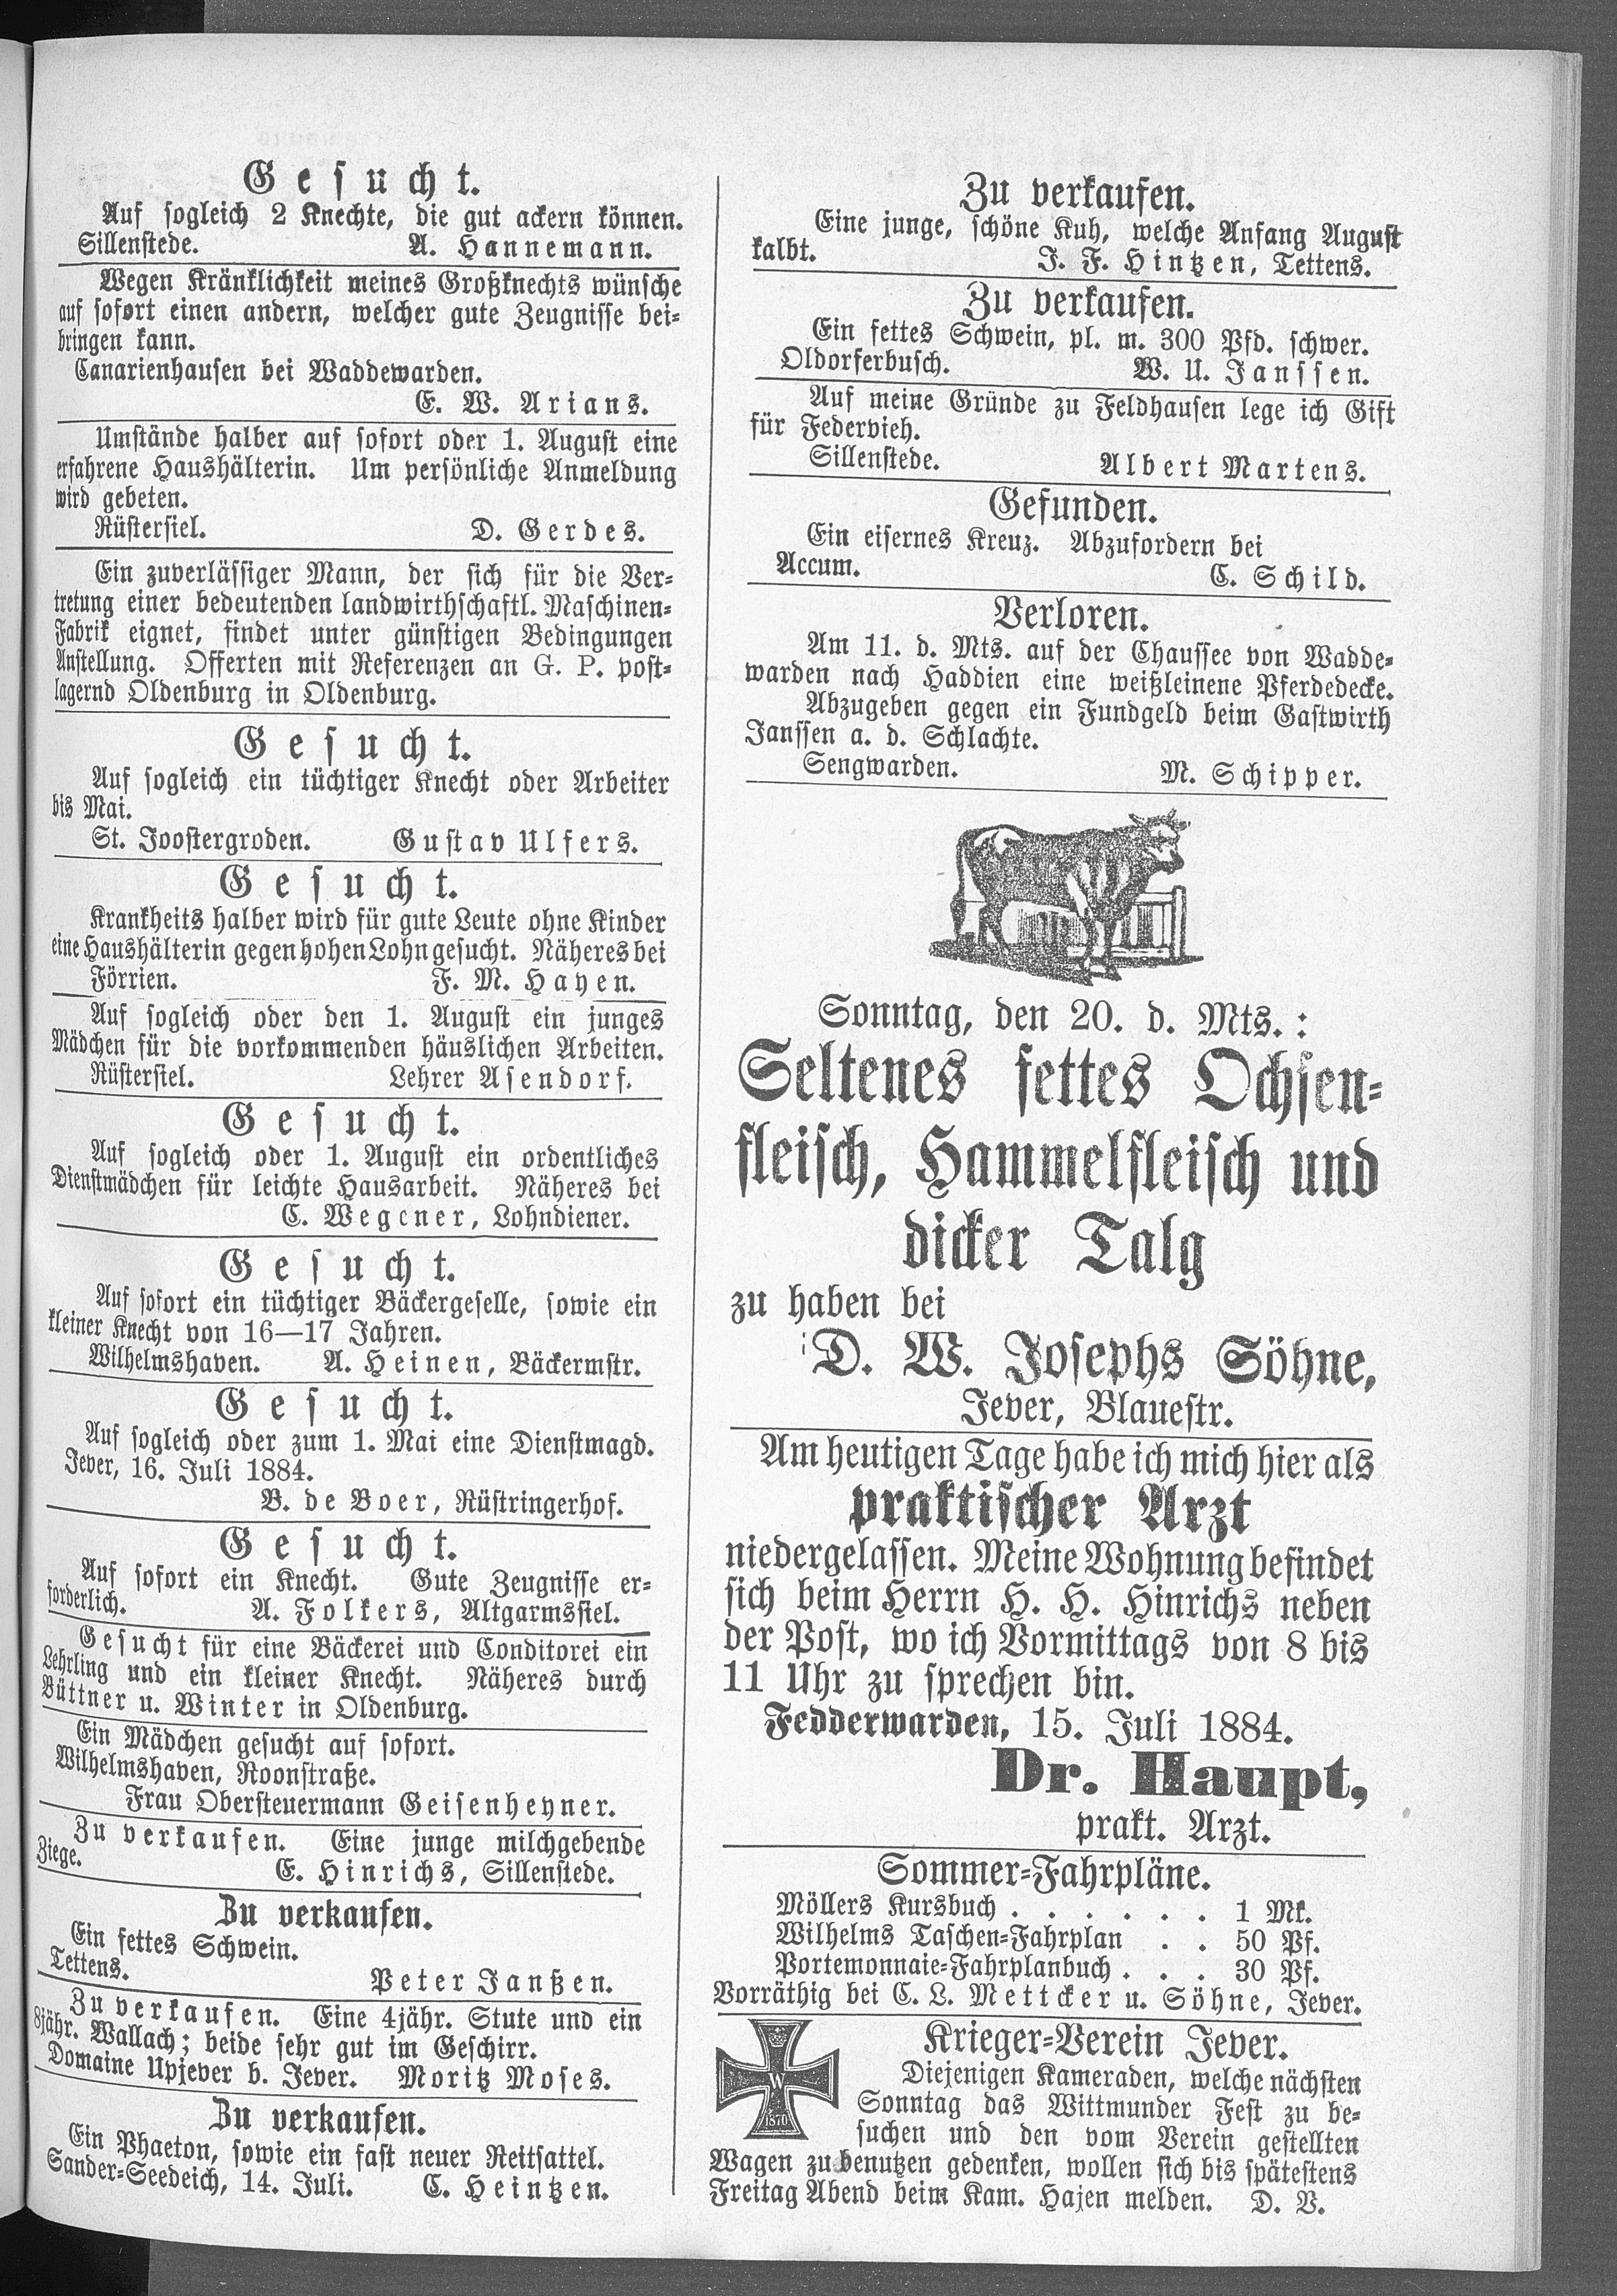 Gesucht.
Auf sogleich 2 Knechte, die gut ackern können.
Sillenstede. A. Hannemann.
Wegen Kränklichkeit meines Großknechts wünsche
auf sofort einen andern, welcher gute Zeugnisse bei-
bringen kann.
Canarienhausen bei Waddewarden.
E. W. Arians.
Umstände halber auf sofort oder 1. August eine
erfahrene Haushälterin. Um persönliche Anmeldung
wird gebeten.
Rüstersiel. D. Gerdes.
Ein zuverlässiger Mann, der sich für die Ver-
tretung einer bedeutenden landwirthschaftl. Maschinen-
Fabrik eignet, findet unter günstigen Bedingungen
Anstellung. Offerten mit Referenzen an G. P. post-
lagernd Oldenburg in Oldenburg.
Gesucht.
Auf sogleich ein tüchtiger Knecht oder Arbeiter
bis Mai.
St. Joostergroden. Gustav Ulfers.
Gesucht.
Krankheits halber wird für gute Leute ohne Kinder
eine Haushälterin gegen hohen Lohn gesucht. Näheres bei
Förrien. F. M. Hayen.
Auf sogleich oder den 1. August ein junges
Mädchen für die vorkommenden häuslichen Arbeiten.
Rüstersiel. Lehrer Asendorf.
Gesucht.
Auf sogleich oder 1. August ein ordentliches
Dienstmädchen für leichte Hausarbeit. Näheres bei
C. Wegener, Lohndiener.
Gesucht.
Auf sofort ein tüchtiger Bäckergeselle, sowie ein
kleiner Knecht von 16—17 Jahren.
Wilhelmshaven. A. Heinen, Bäckermstr.
Gesucht.
Auf sogleich oder zum 1. Mai eine Dienstmagd.
Jever, 16. Juli 1884.
B. de Boer, Rüstringerhof.
Gesucht.
Auf sofort ein Knecht. Gute Zeugnisse er-
forderlich. A. Folkers, Altgarmssiel.
Gesucht für eine Bäckerei und Conditorei ein
Lehrling und ein kleiner Knecht. Näheres durch
Büttner u. Winter in Oldenburg.
Ein Mädchen gesucht auf sofort.
Wilhelmshaven, Roonstraße.
Frau Obersteuermann Geisenheyner.
Zu verkaufen. Eine junge milchgebende
Ziege. E. Hinrichs, Sillenstede.
Zu verkaufen.
Ein fettes Schwein.
Tettens. Peter Janßen.
Zu verkaufen. Eine 4jähr. Stute und ein
8jähr. Wallach; beide sehr gut im Geschirr.
Domaine Upjever b. Jever. Moritz Moses.
Zu verkaufen.
Ein Phaeton, sowie ein fast neuer Reitsattel.
Sander-Seedeich, 14. Juli. C. Heintzen.
Zu verkaufen.
Eine junge, schöne Kuh, welche Anfang August
kalbt. J. F. Hintzen, Tettens.
Zu verkaufen.
Ein fettes Schwein, pl. m. 300 Pfd. schwer.
Oldorferbusch. W. U. Janssen.
Auf meine Gründe zu Feldhausen lege ich Gift
für Federvieh.
Sillenstede. Albert Martens.
Gefunden.
Ein eisernes Kreuz. Abzufordern bei
Accum. C. Schild.
Verloren.
Am 11. d. Mts. auf der Chaussee von Wadde-
warden nach Haddien eine weißleinene Pferdedecke.
Abzugeben gegen ein Fundgeld beim Gastwirth
Janssen a. d. Schlachte.
Sengwarden. M. Schipper.
Sonntag, den 20. d. Mts.:
Seltenes fettes Ochsen-
fleisch, Hammelfleisch und
dicker Talg
zu haben bei
D. W. Josephs Söhne,
Jever, Blauestr.
Am heutigen Tage habe ich mich hier als
praktischer Arzt
niedergelassen. Meine Wohnung befindet
sich beim Herrn H. H. Hinrichs neben
der Post, wo ich Vormittags von 8 bis
11 Uhr zu sprechen bin.
Fedderwarden, 15. Juli 1884.
Dr. Haupt,
prakt. Arzt.
Sommer-Fahrpläne.
Möllers Kursbuch . . . . . . 1 Mk.
Wilhelms Taschen-Fahrplan . . 50 Pf.
Portemonnaie-Fahrplanbuch . . . 30 Pf.
Vorräthig bei C. L. Mettcker u. Söhne, Jever.
W
1870
Krieger-Verein Jever.
Diejenigen Kameraden, welche nächsten
Sonntag das Wittmunder Fest zu be-
suchen und den vom Verein gestellten
Wagen zu benutzen gedenken, wollen sich bis spätestens
Freitag Abend beim Kam. Hajen melden. D. V.